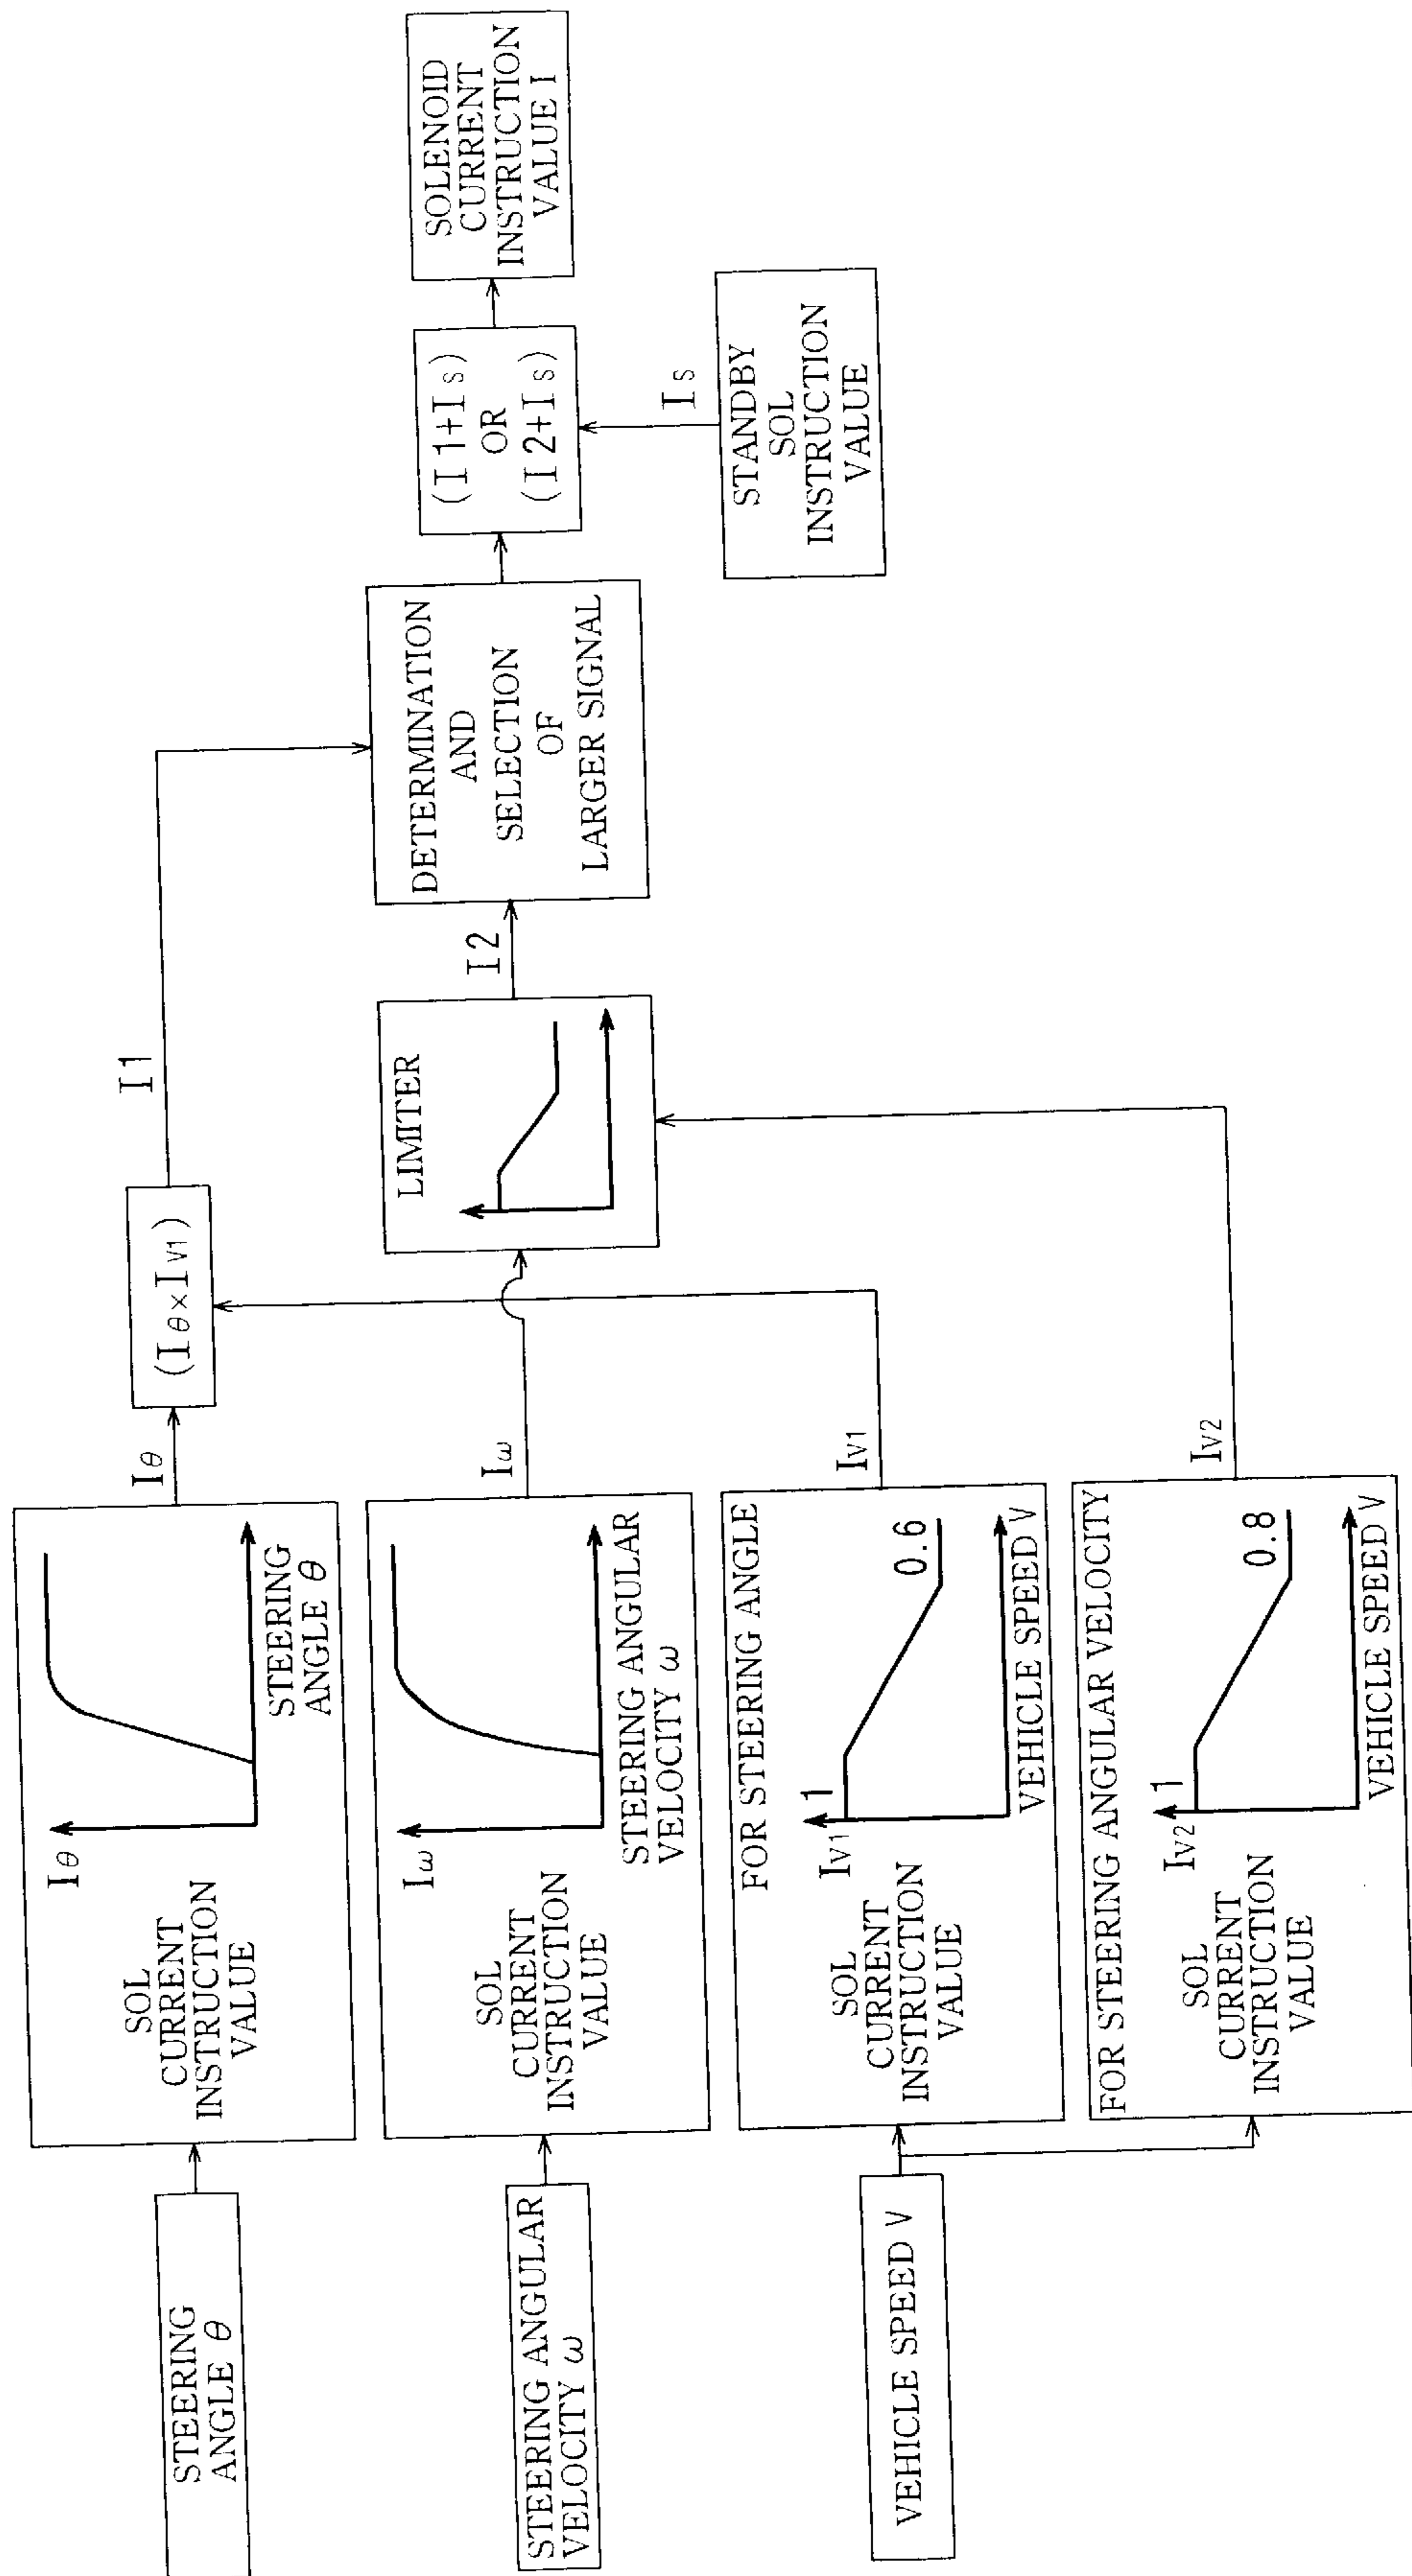 STEERING
ANGLE θ
SOL
CURRENT
INSTRUCTION
VALUE
Iθ
STEERING
ANGLE θ
Iθ
(Iθ×Iv1)
I1
STEERING ANGULAR
VELOCITY ω
SOL
CURRENT
INSTRUCTION
VALUE
Iω
STEERING ANGULAR
VELOCITY ω
Iω
LIMITER
I2
DETERMINATION
AND
SELECTION
OF
LARGER SIGNAL
(I1+Is)
OR
(I2+Is)
SOLENOID
CURRENT
INSTRUCTION
VALUE I
Is
STANDBY
SOL
INSTRUCTION
VALUE
VEHICLE SPEED V
FOR STEERING ANGLE
SOL
CURRENT
INSTRUCTION
VALUE
Iv1
1
0.6
VEHICLE SPEED V
Iv1
FOR STEERING ANGULAR VELOCITY
SOL
CURRENT
INSTRUCTION
VALUE
Iv2
1
0.8
VEHICLE SPEED V
Iv2